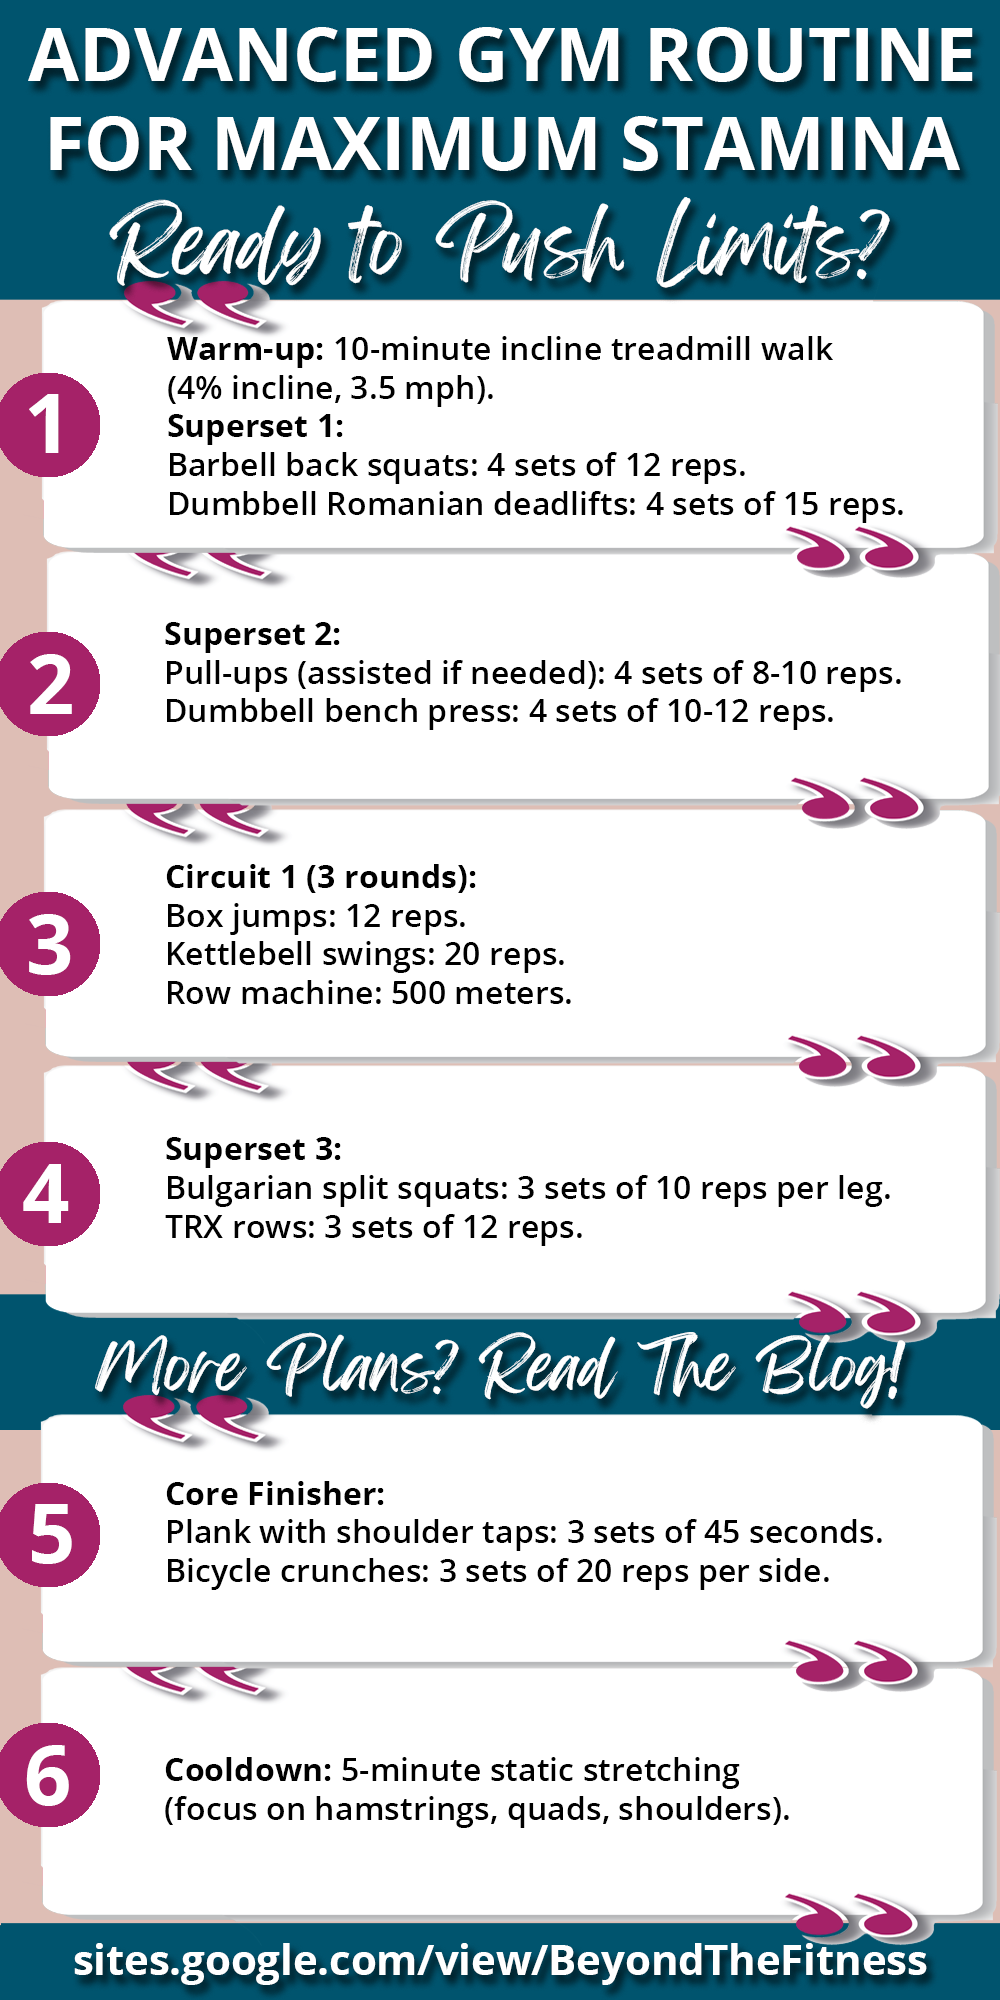 ADVANCED GYM ROUTINE
FOR MAXIMUM STAMINA
Ready to Push Limits?
1
Warm-up: 10-minute incline treadmill walk
(4% incline, 3.5 mph).
Superset 1:
Barbell back squats: 4 sets of 12 reps.
Dumbbell Romanian deadlifts: 4 sets of 15 reps.
2
Superset 2:
Pull-ups (assisted if needed): 4 sets of 8-10 reps.
Dumbbell bench press: 4 sets of 10-12 reps.
3
Circuit 1 (3 rounds):
Box jumps: 12 reps.
Kettlebell swings: 20 reps.
Row machine: 500 meters.
4
Superset 3:
Bulgarian split squats: 3 sets of 10 reps per leg.
TRX rows: 3 sets of 12 reps.
More Plans? Read The Blog!
5
Core Finisher:
Plank with shoulder taps: 3 sets of 45 seconds.
Bicycle crunches: 3 sets of 20 reps per side.
6
Cooldown: 5-minute static stretching
(focus on hamstrings, quads, shoulders).
sites.google.com/view/BeyondTheFitness